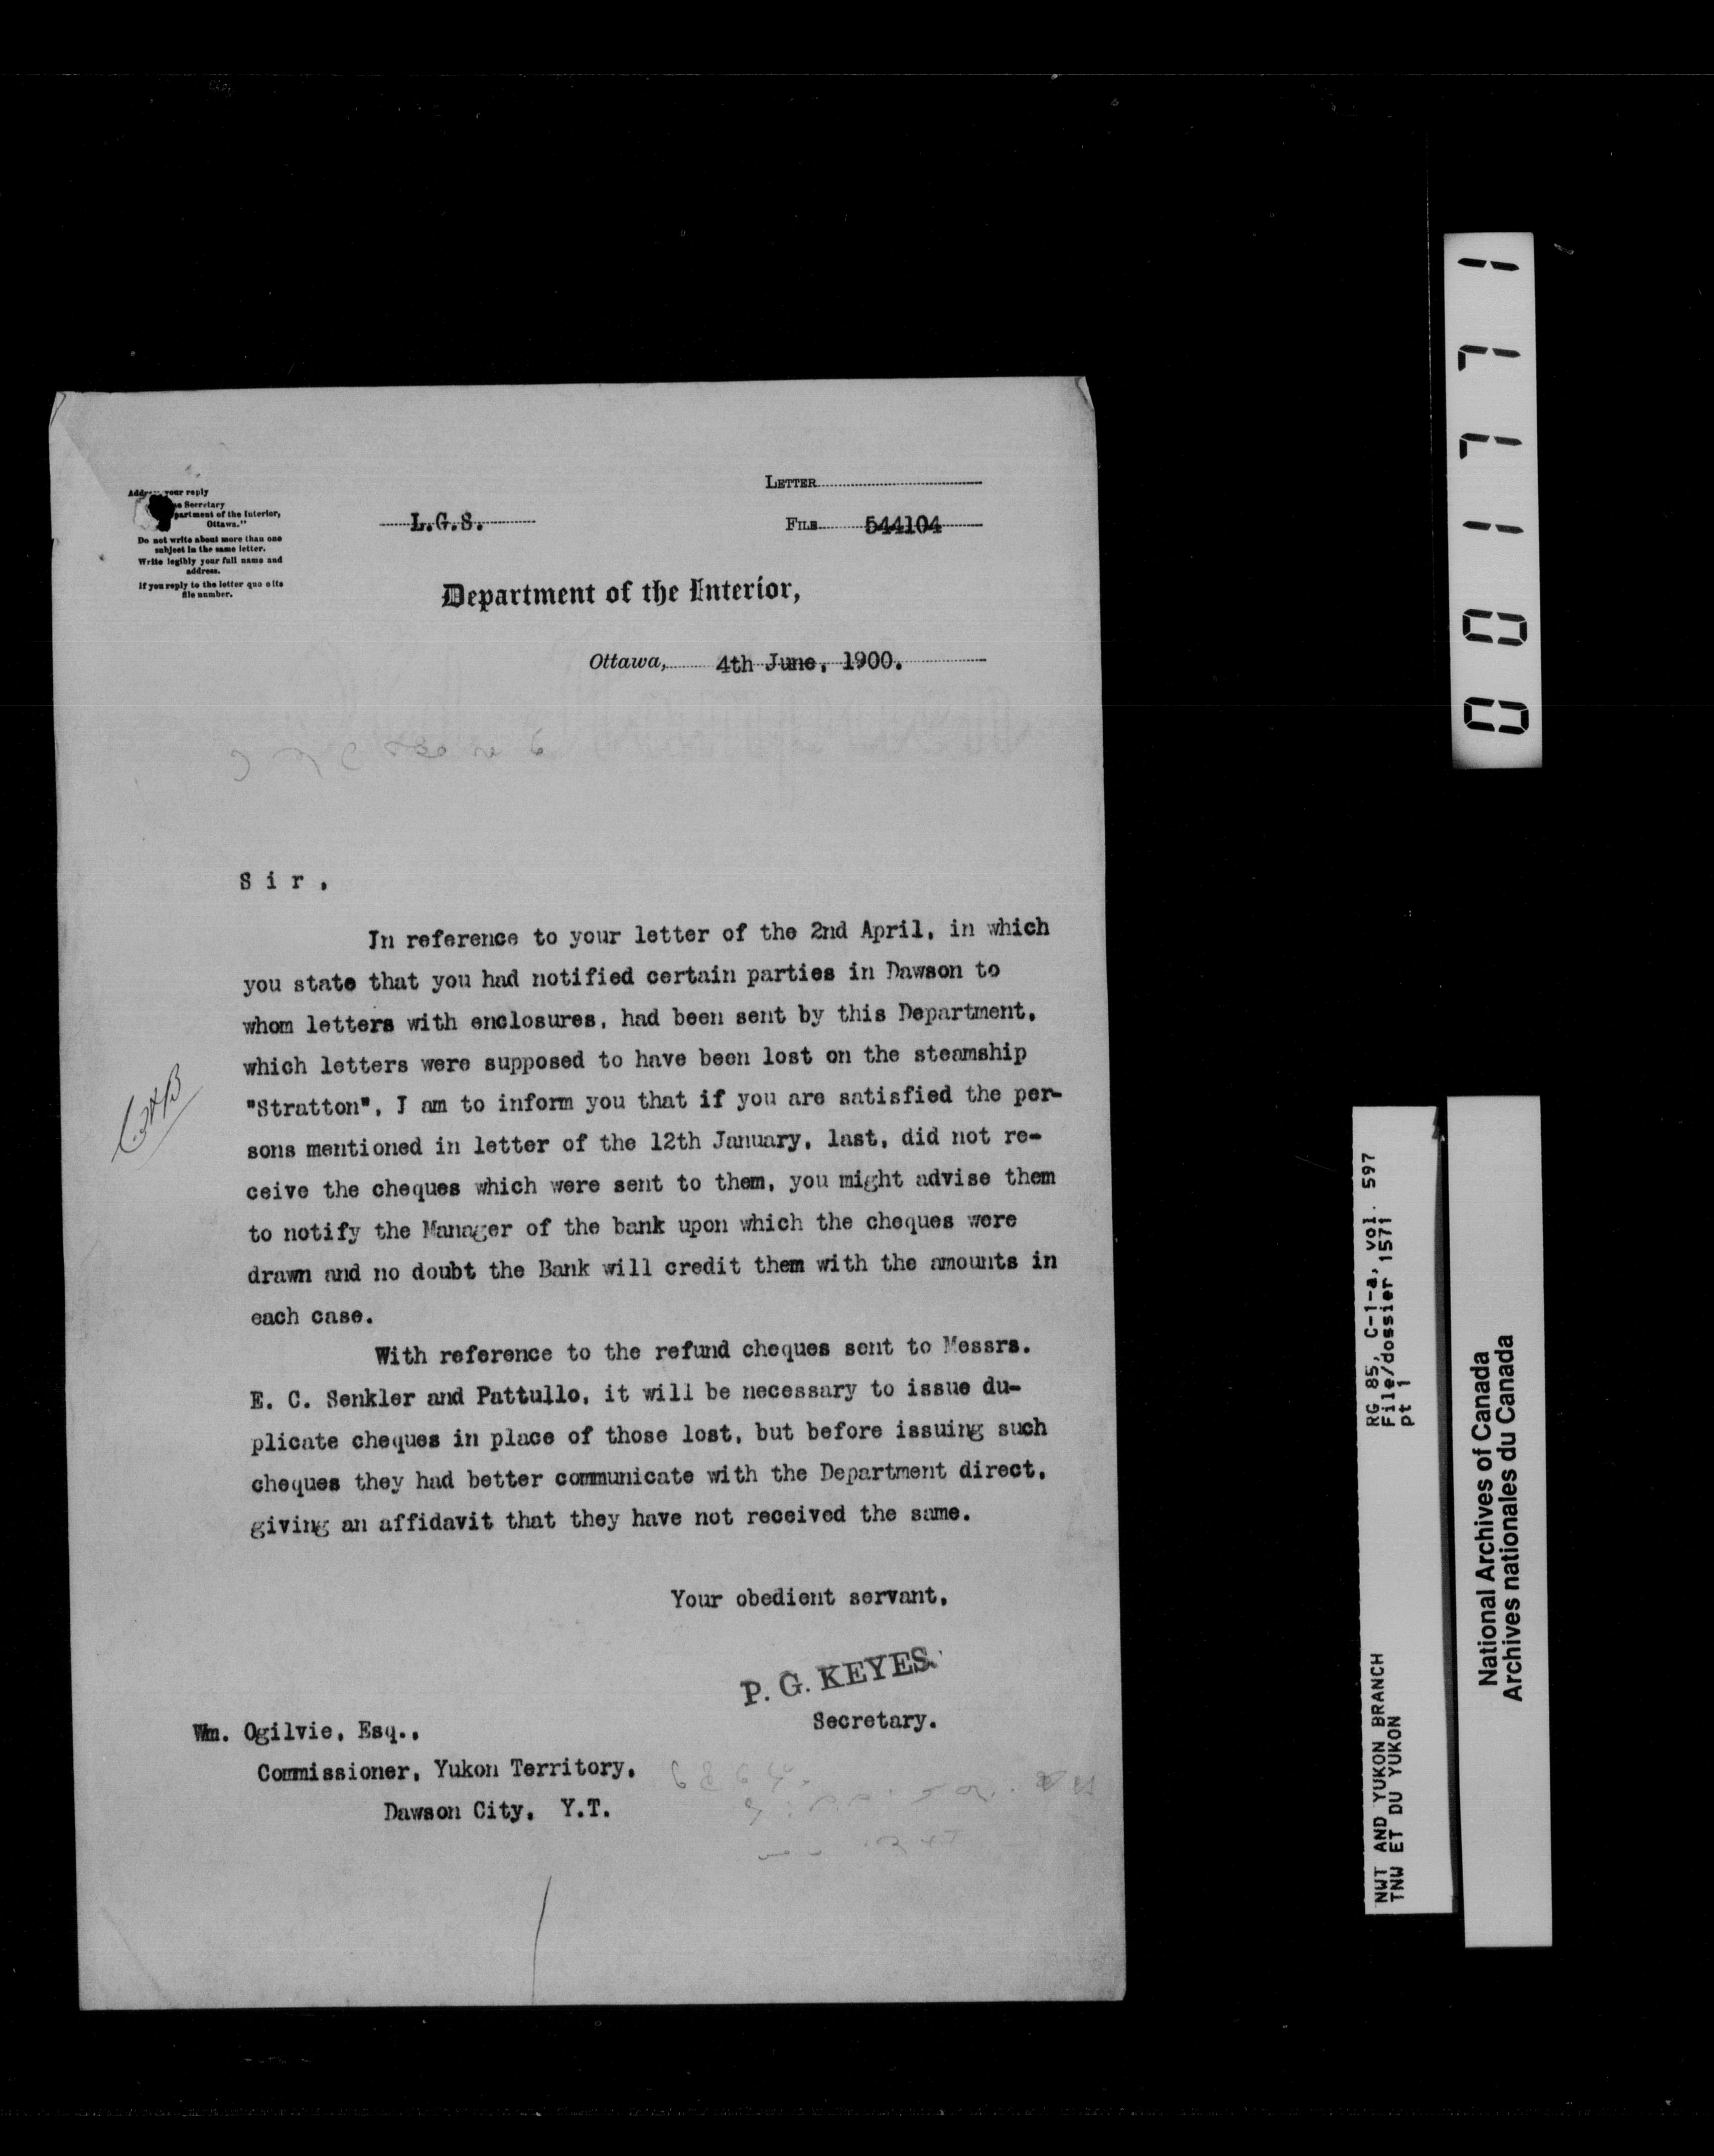 Address your reply
Secretary
partment of the Interior,
Ottawa."
Do not write about more than one
subject in the same letter.
Write legibly your full name and
address.
If you reply to the letter quo e its
file number.
LETTER
L.G.S.
FILE 544104
Department of the Interior,
Ottawa, 4th June, 1900.
S i r ,
In reference to your letter of the 2nd April, in which
you state that you had notified certain parties in Dawson to
whom letters with enclosures, had been sent by this Department,
which letters were supposed to have been lost on the steamship
"Stratton", I am to inform you that if you are satisfied the per-
sons mentioned in letter of the 12th January, last, did not re-
ceive the cheques which were sent to them, you might advise them
to notify the Manager of the bank upon which the cheques were
drawn and no doubt the Bank will credit them with the amounts in
each case.
With reference to the refund cheques sent to Messrs.
E. C. Senkler and Pattullo, it will be necessary to issue du-
plicate cheques in place of those lost, but before issuing such
cheques they had better communicate with the Department direct,
giving an affidavit that they have not received the same.
Your obedient servant,
P. G. KEYES
Secretary.
Wm. Ogilvie, Esq.,
Commissioner, Yukon Territory,
Dawson City, Y.T.
001771
RG 85, C-1-a, vol. 597
File/dossier 1571
pt 1
NWT AND YUKON BRANCH
TNW ET DU YUKON
National Archives of Canada
Archives nationales du Canada